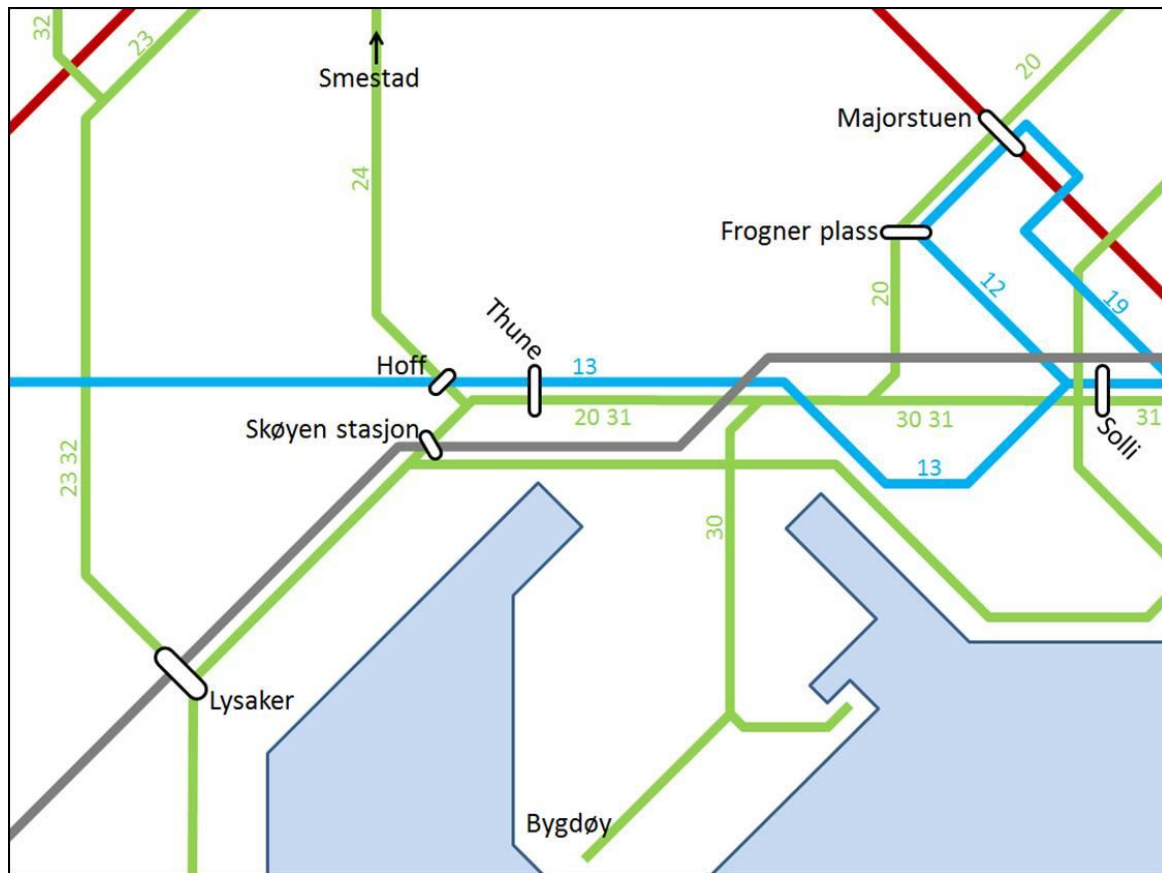 32
23
Smestad
20
Majorstuen
24
Frogner plass
20
12
19
Thune
Hoff
13
20 31
30 31
31
Solli
Skøyen stasjon
23 32
13
30
Lysaker
Bygdøy